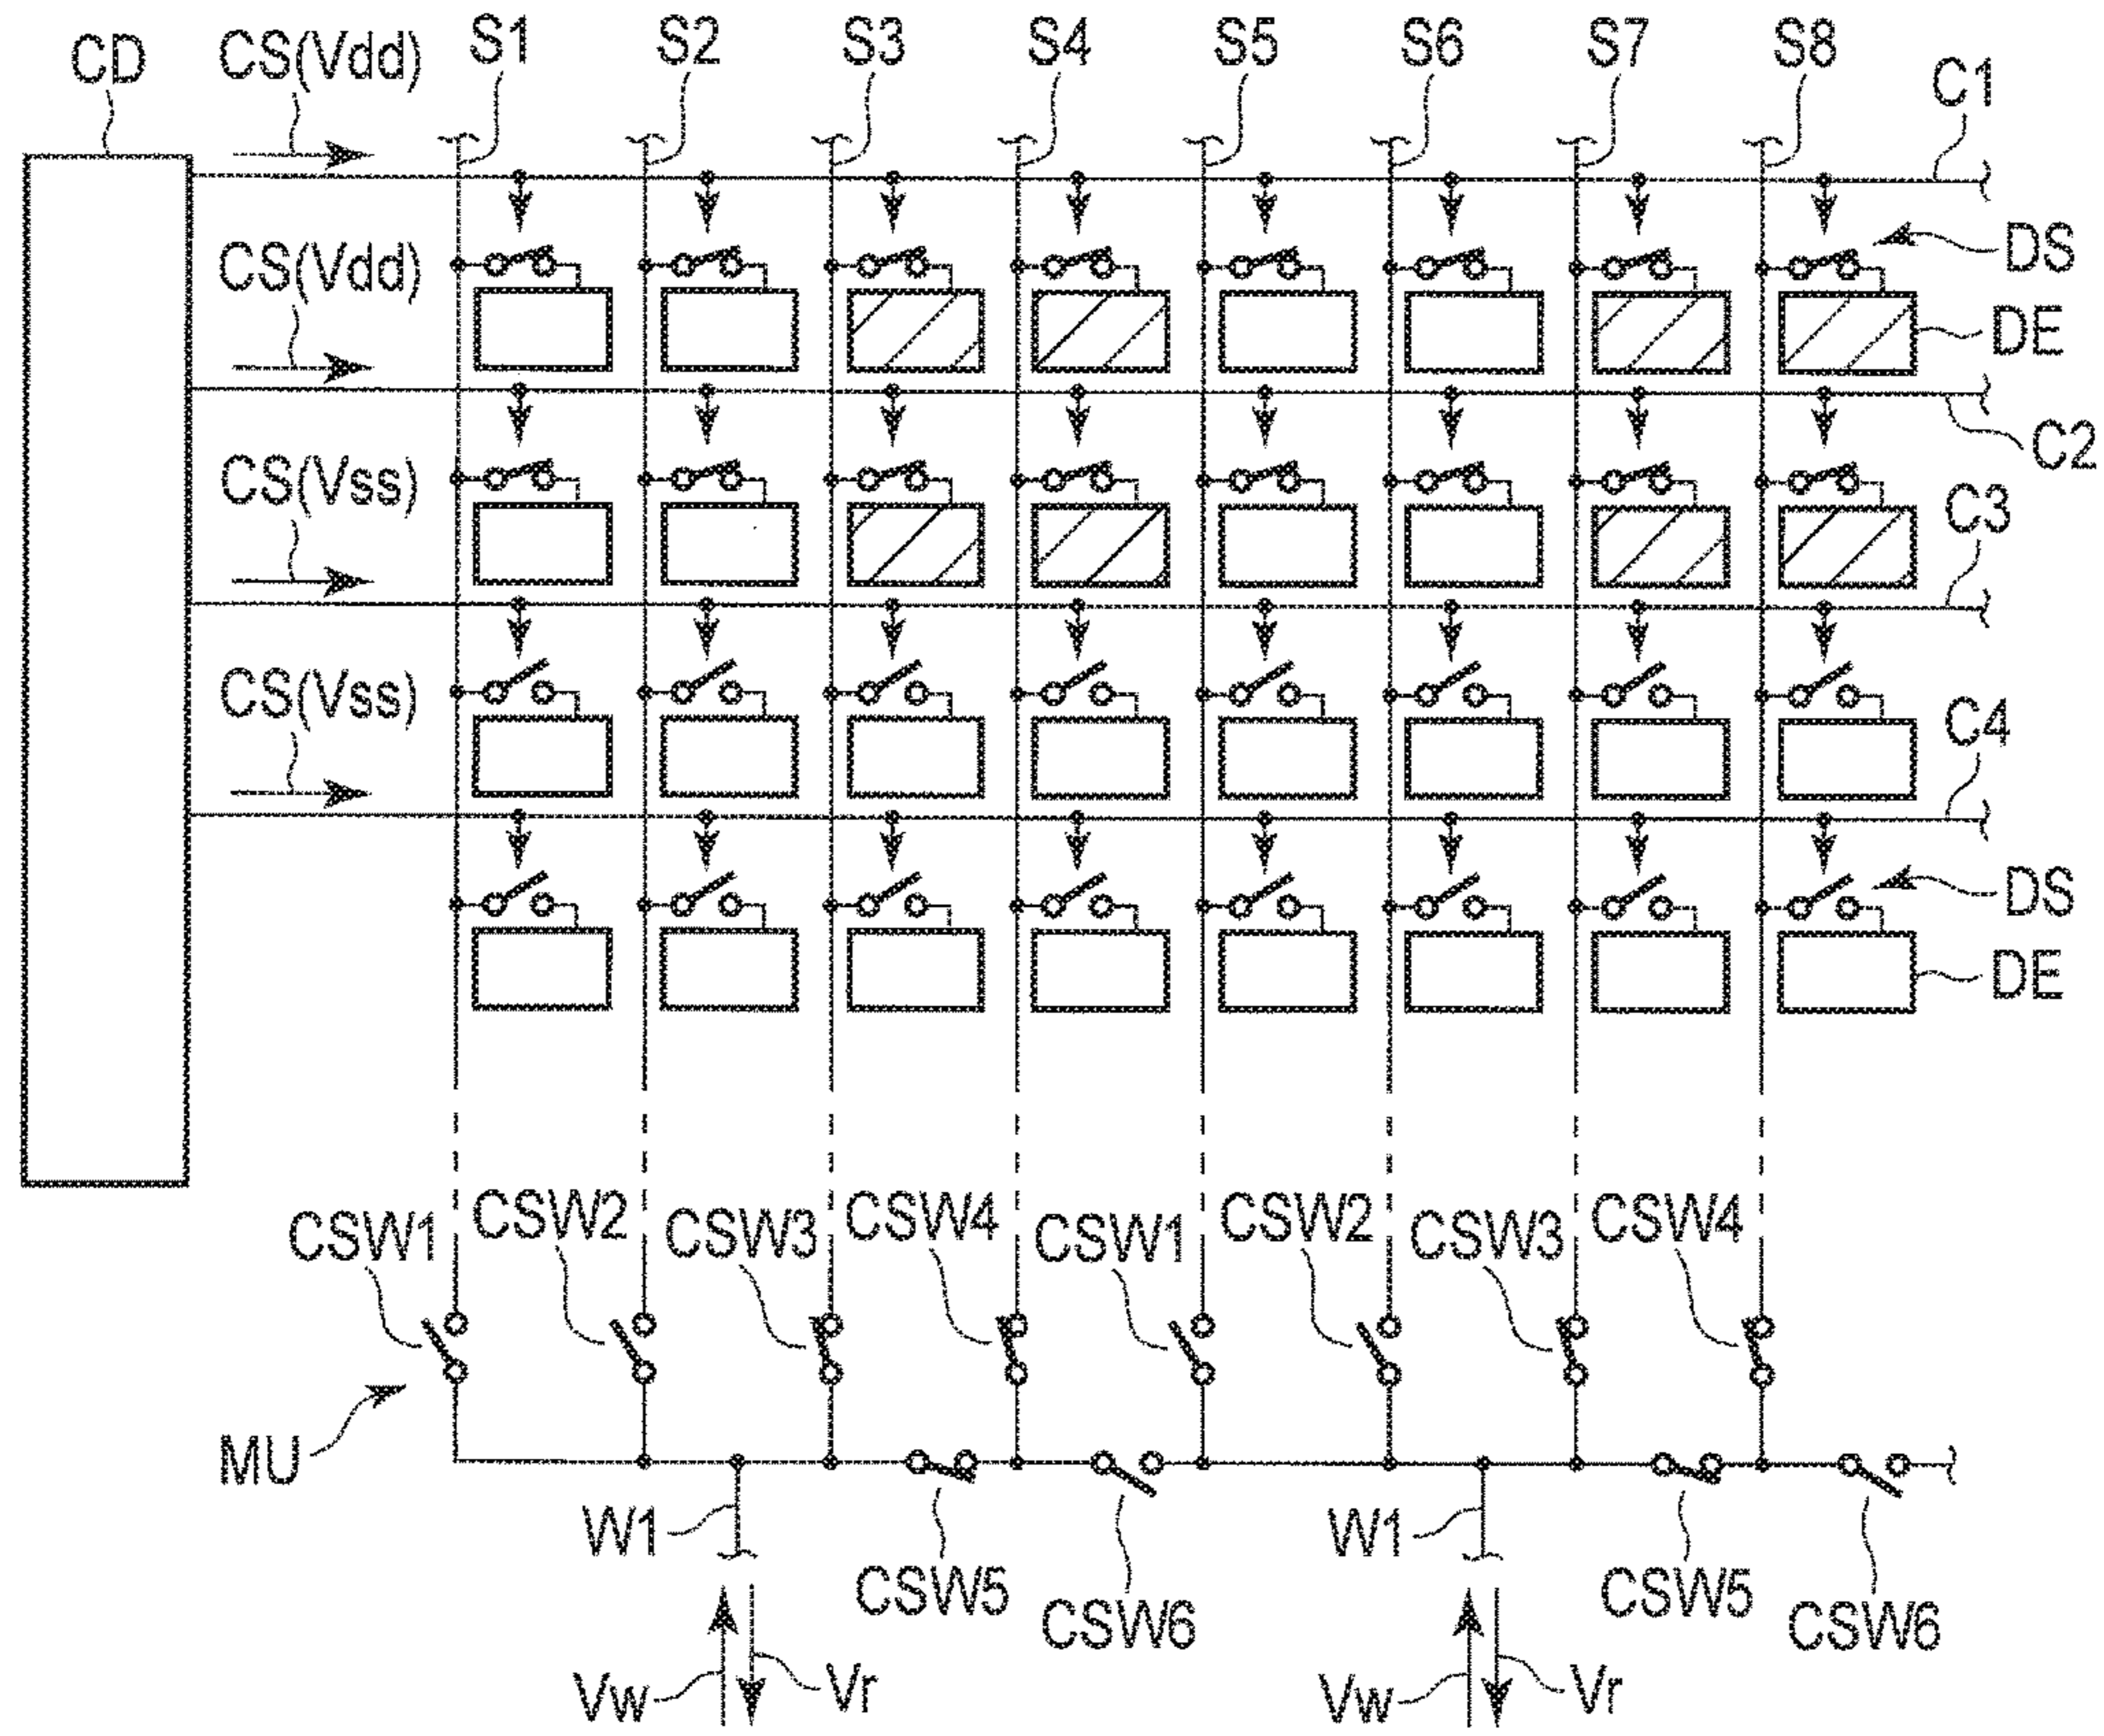 CD CS(Vdd) S1 S2 S3 S4 S5 S6 S7 S8 C1
CS(Vdd) DS
DE
CS(Vss) C2
C3
CS(Vss) C4
DS
DE
CSW1 CSW2 CSW3 CSW4 CSW1 CSW2 CSW3 CSW4
MU
W1 W1
CSW5 CSW6 CSW5 CSW6
Vw Vr Vw Vr